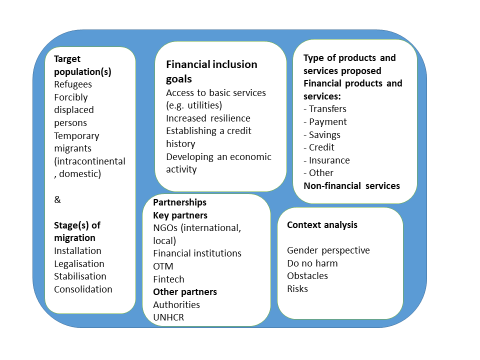 Target
population(s)
Refugees
Forcibly
displaced
persons
Temporary
migrants
(intracontinental
, domestic)
&
Stage(s) of
migration
Installation
Legalisation
Stabilisation
Consolidation
Financial inclusion
goals
Access to basic services
(e.g. utilities)
Increased resilience
Establishing a credit
history
Developing an economic
activity
Type of products and
services proposed
Financial products and
services:
- Transfers
- Payment
- Savings
- Credit
- Insurance
- Other
Non-financial services
Partnerships
Key partners
NGOs (international,
local)
Financial institutions
OTM
Fintech
Other partners
Authorities
UNHCR
Context analysis
Gender perspective
Do no harm
Obstacles
Risks